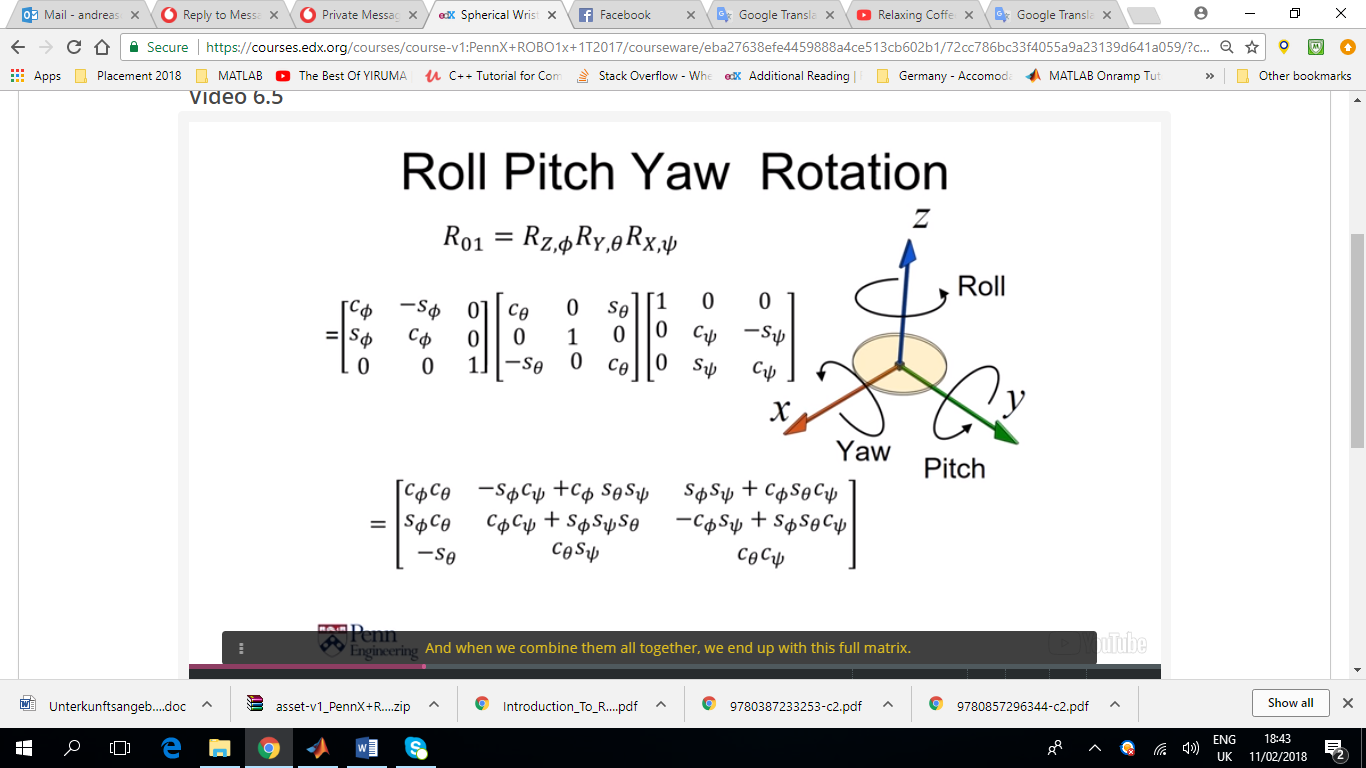 Mail - andreas
Reply to Messa
Private Messag
edX Spherical Wrist
Facebook
Google Transla
Relaxing Coffe
Google Transla
Secure | https://courses.edx.org/courses/course-v1:PennX+ROBO1x+1T2017/courseware/eba27638efe4459886a4ce513cb602b1/72cc786bc33f4055a9a23139d641a059/?c...
Apps Placement 2018 MATLAB The Best Of YIRUMA C++ Tutorial for Com Stack Overflow - Whe edX Additional Reading | Germany - Accomoda MATLAB Onramp Tut » Other bookmarks
Video 6.5
Roll Pitch Yaw Rotation
R01 = RZ,ϕRY,θRX,ψ
z
Roll
=[cϕ −sϕ 0] [cθ 0 sθ] [1 0 0]
[sϕ cϕ 0] [0 1 0] [0 cψ −sψ]
[0 0 1] [−sθ 0 cθ] [0 sψ cψ]
x
y
Yaw
Pitch
[cϕcθ −sϕcψ +cϕ sθsψ sϕsψ + cϕsθcψ]
= [sϕcθ cϕcψ + sϕsψsθ −cϕsψ + sϕsθcψ]
[−sθ cθsψ cθcψ]
Penn
Engineering
And when we combine them all together, we end up with this full matrix.
YouTube
Unterkunftsangeb....doc
asset-v1_PennX+R....zip
Introduction_To_R....pdf
9780387233253-c2.pdf
9780857296344-c2.pdf
Show all
ENG
UK
18:43
11/02/2018
2